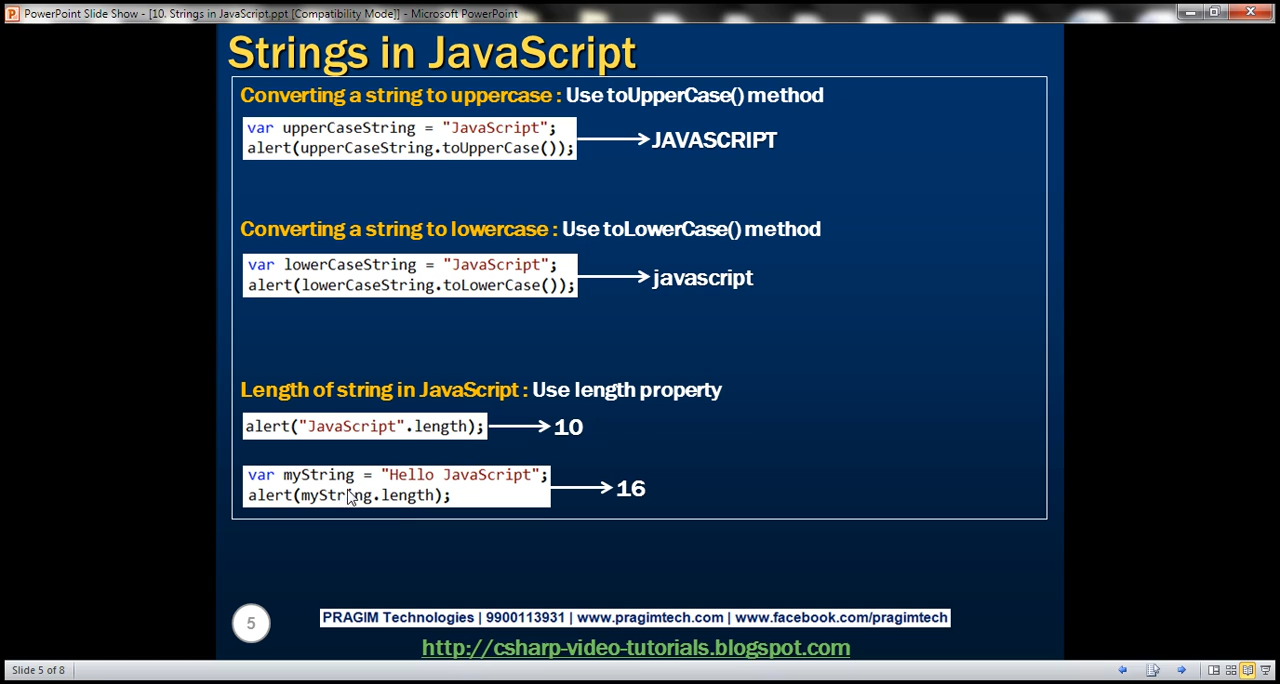 PowerPoint Slide Show - [10. Strings in JavaScript.ppt [Compatibility Mode]] - Microsoft PowerPoint
Strings in JavaScript
Converting a string to uppercase : Use toUpperCase() method
var upperCaseString = "JavaScript";
alert(upperCaseString.toUpperCase());
JAVASCRIPT
Converting a string to lowercase : Use toLowerCase() method
var lowerCaseString = "JavaScript";
alert(lowerCaseString.toLowerCase());
javascript
Length of string in JavaScript : Use length property
alert("JavaScript".length);
10
var myString = "Hello JavaScript";
alert(myString.length);
16
5
PRAGIM Technologies | 9900113931 | www.pragimtech.com | www.facebook.com/pragimtech
http://csharp-video-tutorials.blogspot.com
Slide 5 of 8